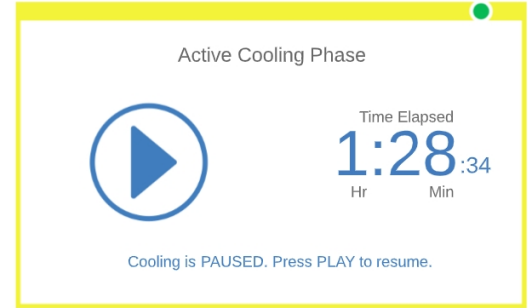 Active Cooling Phase
Time Elapsed
1:28:34
Hr Min
Cooling is PAUSED. Press PLAY to resume.